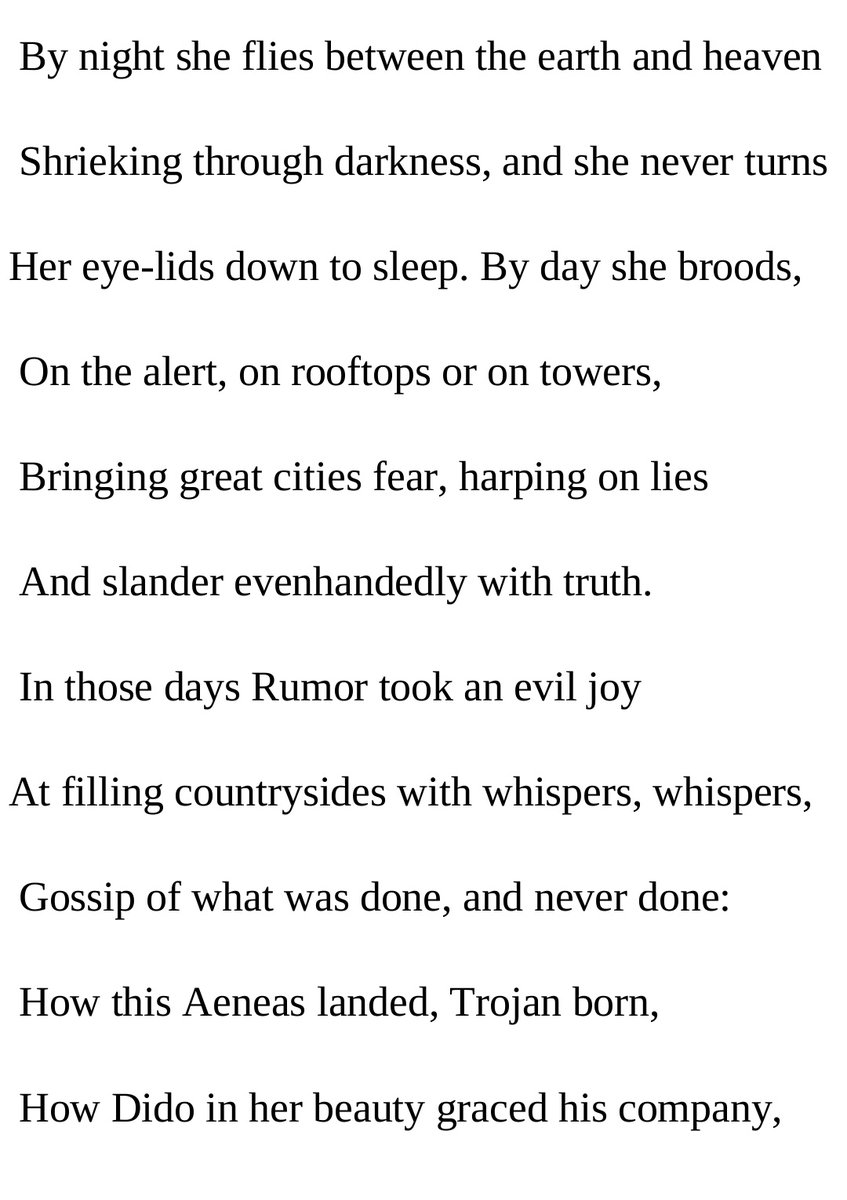 By night she flies between the earth and heaven
Shrieking through darkness, and she never turns
Her eye-lids down to sleep. By day she broods,
On the alert, on rooftops or on towers,
Bringing great cities fear, harping on lies
And slander evenhandedly with truth.
In those days Rumor took an evil joy
At filling countrysides with whispers, whispers,
Gossip of what was done, and never done:
How this Aeneas landed, Trojan born,
How Dido in her beauty graced his company,